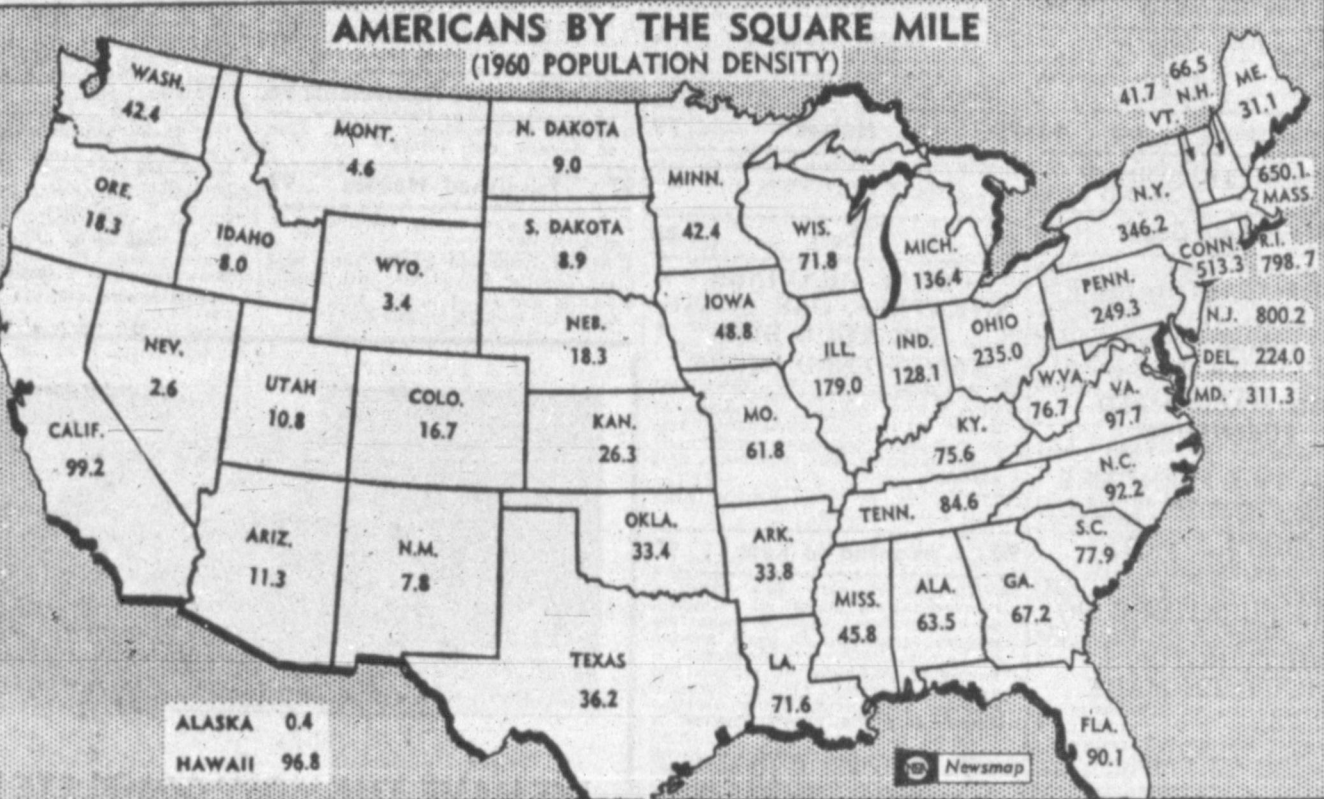 AMERICANS BY THE SQUARE MILE
(1960 POPULATION DENSITY)
WASH.
42.4
ORE.
18.3
IDAHO
8.0
MONT.
4.6
WYO.
3.4
N. DAKOTA
9.0
S. DAKOTA
8.9
NEB.
18.3
KAN.
26.3
NEV.
2.6
UTAH
10.8
COLO.
16.7
CALIF.
99.2
ARIZ.
11.3
N.M.
7.8
OKLA.
33.4
TEXAS
36.2
MINN.
42.4
IOWA
48.8
MO.
61.8
ARK.
33.8
LA.
71.6
WIS.
71.8
ILL.
179.0
MICH.
136.4
IND.
128.1
OHIO
235.0
KY.
75.6
TENN. 84.6
MISS.
45.8
ALA.
63.5
GA.
67.2
FLA.
90.1
S.C.
77.9
N.C.
92.2
VA.
97.7
W.VA.
76.7
PENN.
249.3
N.Y.
346.2
41.7
VT.
66.5
N.H.
ME.
31.1
650.1.
MASS.
CONN.
513.3
R.I.
798.7
N.J. 800.2
DEL. 224.0
MD. 311.3
ALASKA 0.4
HAWAII 96.8
Newsmap